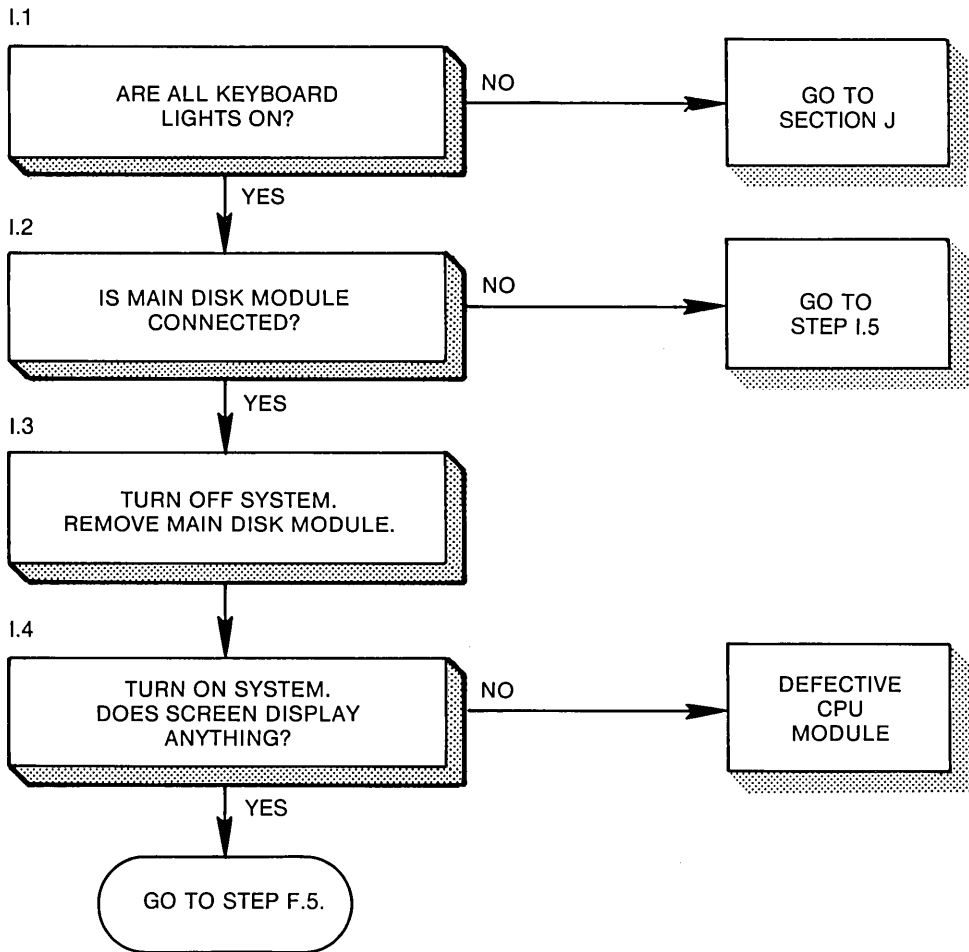 I.1
ARE ALL KEYBOARD
LIGHTS ON?
NO
GO TO
SECTION J
YES
I.2
IS MAIN DISK MODULE
CONNECTED?
NO
GO TO
STEP I.5
YES
I.3
TURN OFF SYSTEM.
REMOVE MAIN DISK MODULE.
I.4
TURN ON SYSTEM.
DOES SCREEN DISPLAY
ANYTHING?
NO
DEFECTIVE
CPU
MODULE
YES
GO TO STEP F.5.